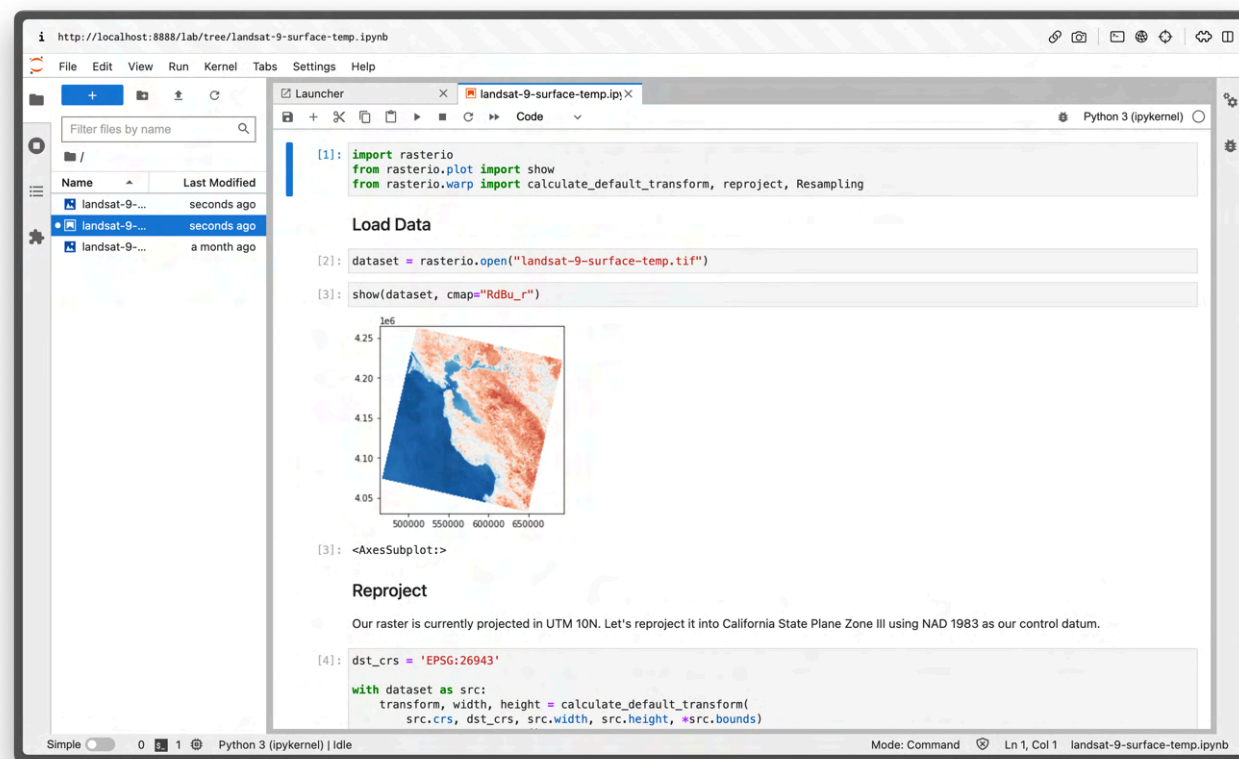 i http://localhost:8888/lab/tree/landsat-9-surface-temp.ipynb
File Edit View Run Kernel Tabs Settings Help
+
Filter files by name
/
Name Last Modified
landsat-9-... seconds ago
landsat-9-... seconds ago
landsat-9-... a month ago
Launcher × landsat-9-surface-temp.ipy ×
Code Python 3 (ipykernel)
[1]: import rasterio
from rasterio.plot import show
from rasterio.warp import calculate_default_transform, reproject, Resampling
Load Data
[2]: dataset = rasterio.open("landsat-9-surface-temp.tif")
[3]: show(dataset, cmap="RdBu_r")
1e6
4.25
4.20
4.15
4.10
4.05
500000 550000 600000 650000
[3]: <AxesSubplot:>
Reproject
Our raster is currently projected in UTM 10N. Let's reproject it into California State Plane Zone III using NAD 1983 as our control datum.
[4]: dst_crs = 'EPSG:26943'
with dataset as src:
transform, width, height = calculate_default_transform(
src.crs, dst_crs, src.width, src.height, *src.bounds)
Simple 0 1 Python 3 (ipykernel) | Idle Mode: Command Ln 1, Col 1 landsat-9-surface-temp.ipynb